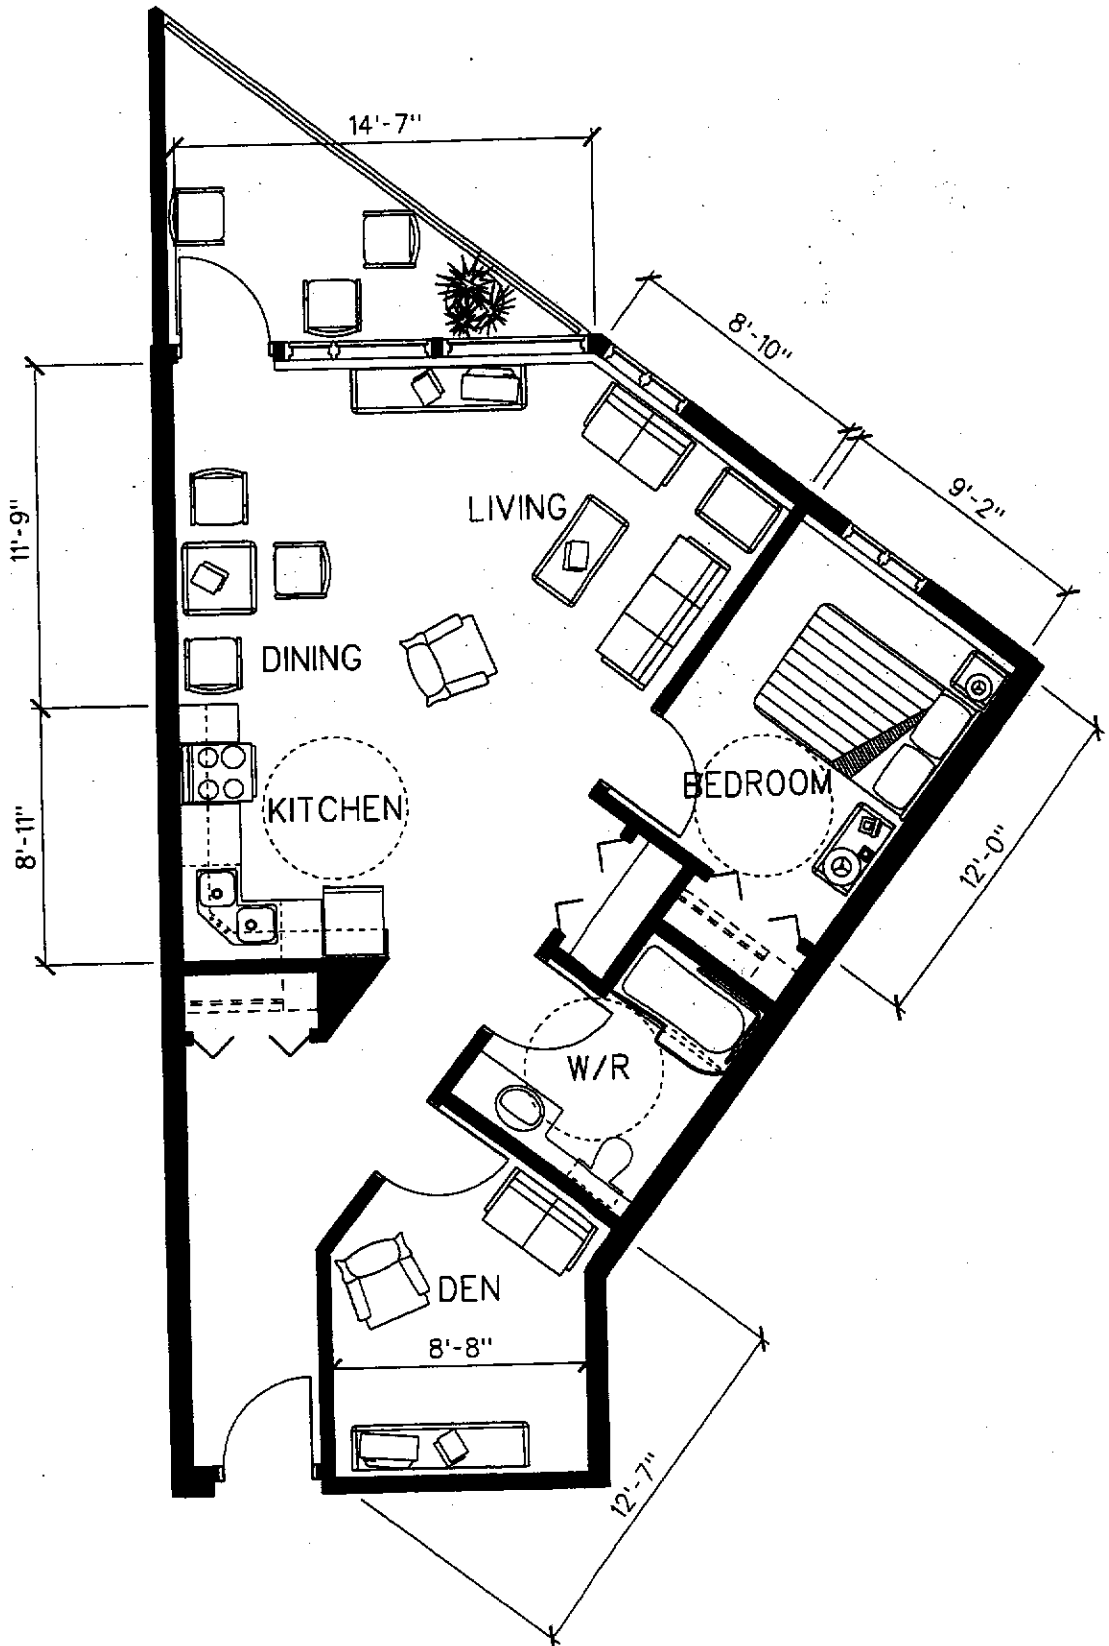 14'-7"
8'-10"
9'-2"
11'-9"
LIVING
DINING
BEDROOM
KITCHEN
8'-11"
12'-0"
W/R
DEN
8'-8"
12'-7"